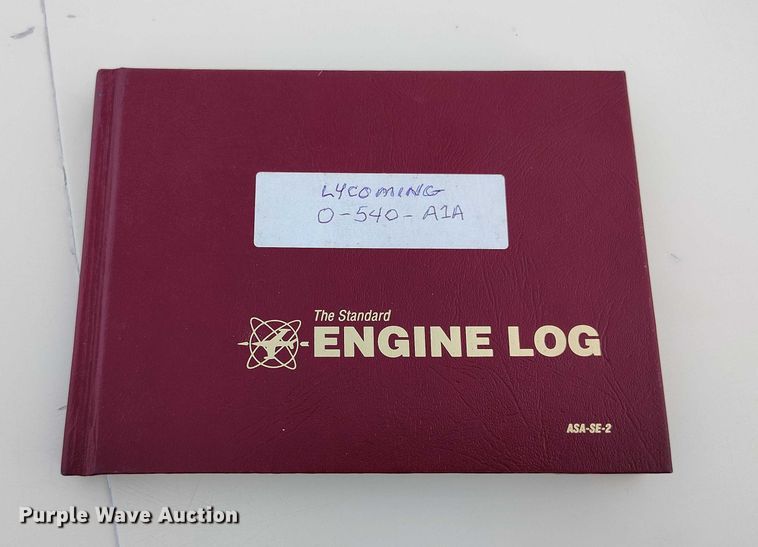 LYCOMING
O-540-A1A
The Standard
ENGINE LOG
ASA-SE-2
Purple Wave Auction